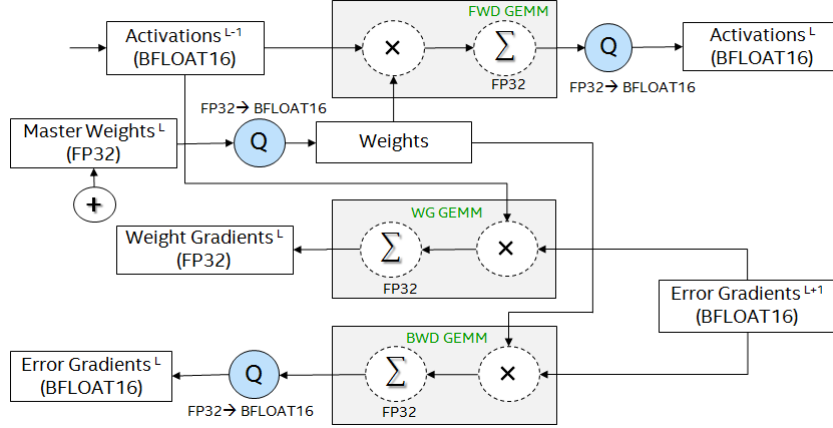 FWD GEMM
Activations L-1
(BFLOAT16)
×
∑
FP32
Q
FP32→ BFLOAT16
Activations L
(BFLOAT16)
FP32→ BFLOAT16
Master Weights L
(FP32)
Q
Weights
+
WG GEMM
Weight Gradients L
(FP32)
∑
FP32
×
Error Gradients L+1
(BFLOAT16)
BWD GEMM
Error Gradients L
(BFLOAT16)
Q
FP32→ BFLOAT16
∑
FP32
×